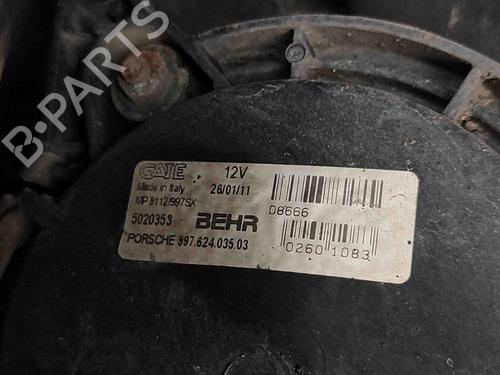 B-PARTS
GATE 12V
Made in Italy 26/01/11
MP 8112/997SX
5020353 BEHR
PORSCHE 997.624.035.03
D8666
0260 1083
B-PARTS